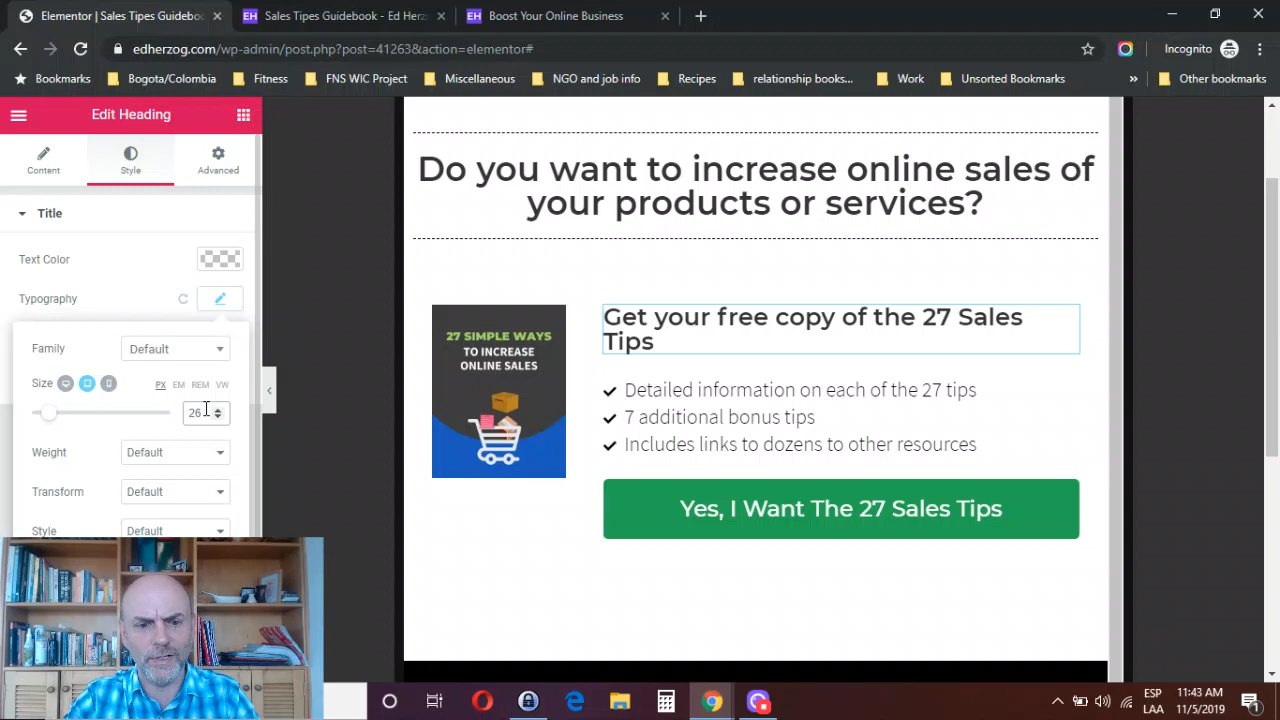 Elementor | Sales Tipes Guideboo
Sales Tipes Guidebook - Ed Herz
Boost Your Online Business
edherzog.com/wp-admin/post.php?post=41263&action=elementor#
Incognito
Bookmarks
Bogota/Colombia
Fitness
FNS WIC Project
Miscellaneous
NGO and job info
Recipes
relationship books...
Work
Unsorted Bookmarks
Other bookmarks
Edit Heading
Content
Style
Advanced
Title
Text Color
Typography
Family
Default
Size
PX EM REM VW
26
Weight
Default
Transform
Default
Style
Default
Do you want to increase online sales of
your products or services?
27 SIMPLE WAYS
TO INCREASE
ONLINE SALES
Get your free copy of the 27 Sales
Tips
Detailed information on each of the 27 tips
7 additional bonus tips
Includes links to dozens to other resources
Yes, I Want The 27 Sales Tips
ESP
LAA
11:43 AM
11/5/2019